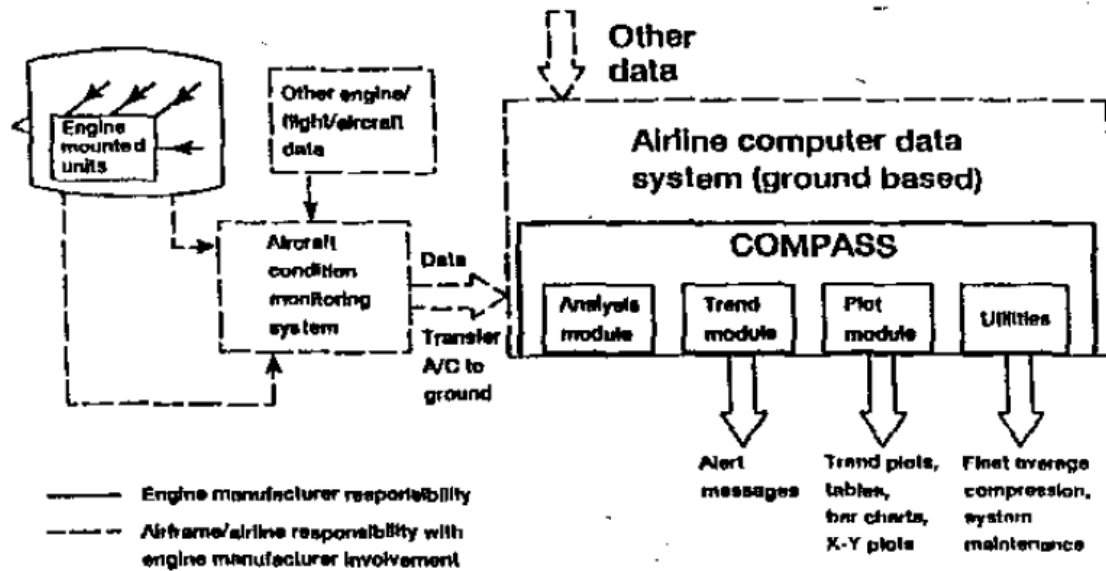 Engine
mounted
units
Other engine/
flight/aircraft
data
Aircraft
condition
monitoring
system
Data
Transfer
A/C to
ground
Other
data
Airline computer data
system (ground based)
COMPASS
Analysis
module
Trend
module
Plot
module
Utilities
Alert
messages
Trend plots,
tables,
bar charts,
X-Y plots
Fleet average
compression,
system
maintenance
Engine manufacturer responsibility
Airframe/airline responsibility with
engine manufacturer involvement